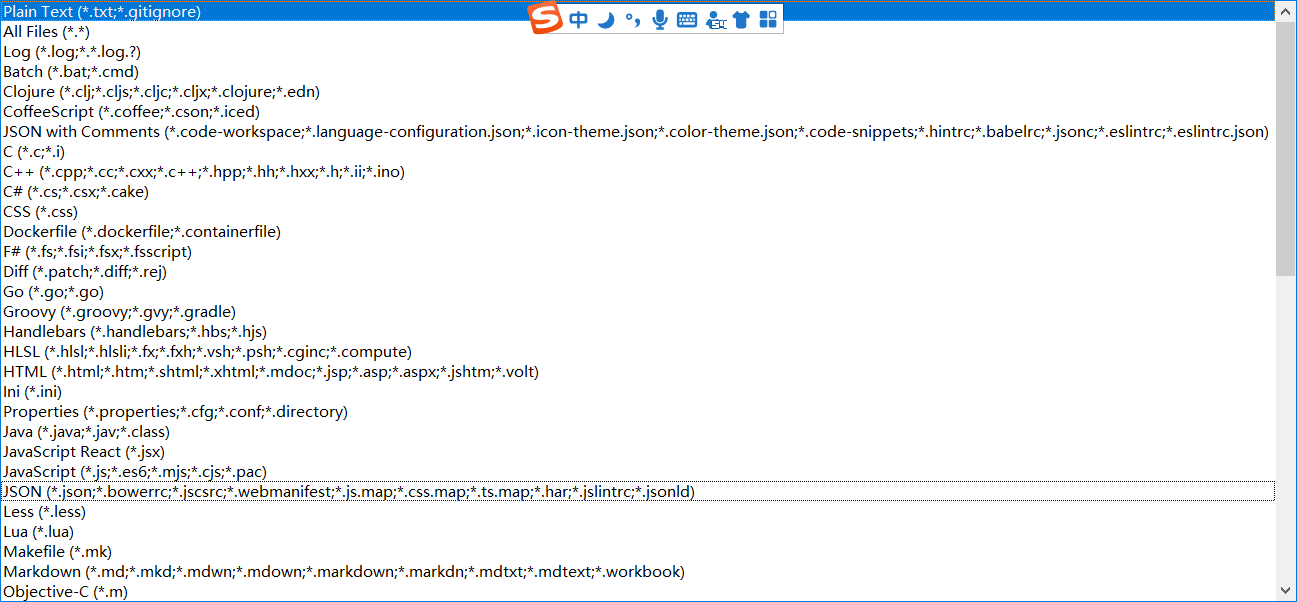 Plain Text (*.txt;*.gitignore)
S中
All Files (*.*)
Log (*.log;*.*.log.?)
Batch (*.bat;*.cmd)
Clojure (*.clj;*.cljs;*.cljc;*.cljx;*.clojure;*.edn)
CoffeeScript (*.coffee;*.cson;*.iced)
JSON with Comments (*.code-workspace;*.language-configuration.json;*.icon-theme.json;*.color-theme.json;*.code-snippets;*.hintrc;*.babelrc;*.jsonc;*.eslintrc;*.eslintrc.json)
C (*.c;*.i)
C++ (*.cpp;*.cc;*.cxx;*.c++;*.hpp;*.hh;*.hxx;*.h;*.ii;*.ino)
C# (*.cs;*.csx;*.cake)
CSS (*.css)
Dockerfile (*.dockerfile;*.containerfile)
F# (*.fs;*.fsi;*.fsx;*.fsscript)
Diff (*.patch;*.diff;*.rej)
Go (*.go;*.go)
Groovy (*.groovy;*.gvy;*.gradle)
Handlebars (*.handlebars;*.hbs;*.hjs)
HLSL (*.hlsl;*.hlsli;*.fx;*.fxh;*.vsh;*.psh;*.cginc;*.compute)
HTML (*.html;*.htm;*.shtml;*.xhtml;*.mdoc;*.jsp;*.asp;*.aspx;*.jshtm;*.volt)
Ini (*.ini)
Properties (*.properties;*.cfg;*.conf;*.directory)
Java (*.java;*.jav;*.class)
JavaScript React (*.jsx)
JavaScript (*.js;*.es6;*.mjs;*.cjs;*.pac)
JSON (*.json;*.bowerrc;*.jscsrc;*.webmanifest;*.js.map;*.css.map;*.ts.map;*.har;*.jslintrc;*.jsonld)
Less (*.less)
Lua (*.lua)
Makefile (*.mk)
Markdown (*.md;*.mkd;*.mdwn;*.mdown;*.markdown;*.markdn;*.mdtxt;*.mdtext;*.workbook)
Objective-C (*.m)